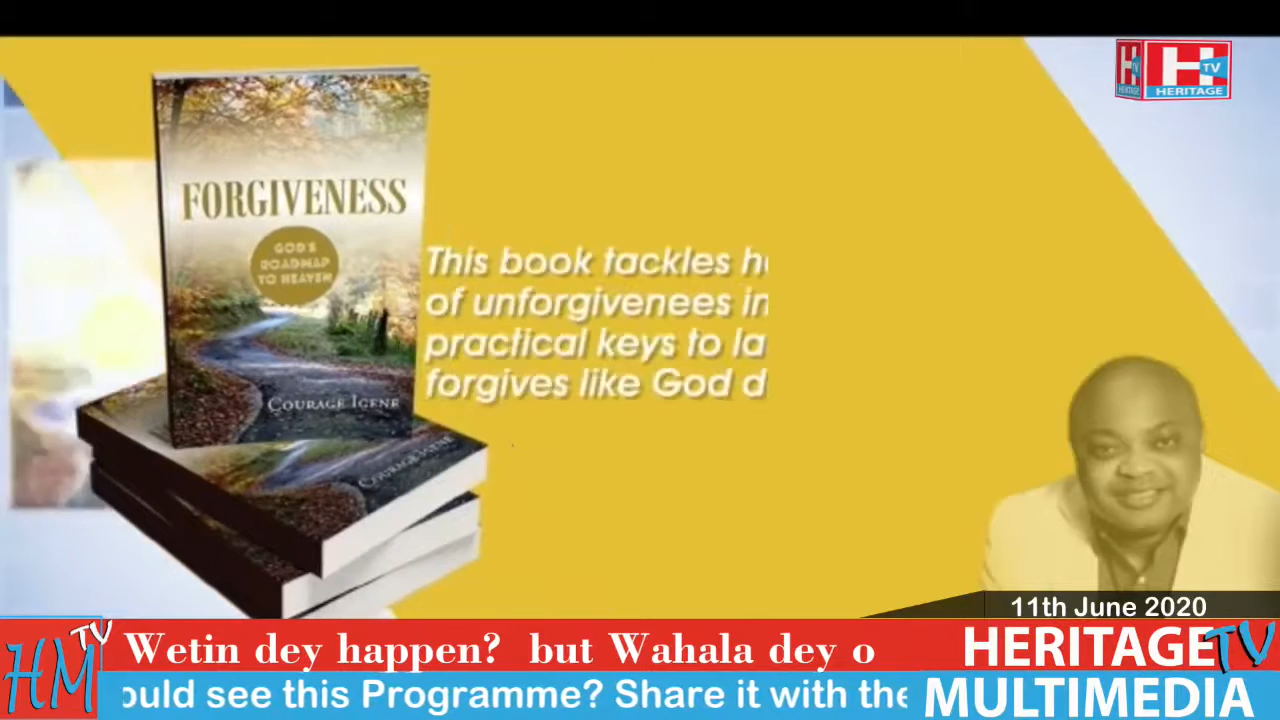 H TV
HERITAGE
FORGIVENESS
GOD'S
ROADMAP
TO HEAVEN
COURAGE IGENE
COURAGE IGENE
This book tackles h
of unforgivenees in
practical keys to la
forgives like God d
11th June 2020
HM TV
Wetin dey happen? but Wahala dey o
HERITAGE TV
ould see this Programme? Share it with the
MULTIMEDIA